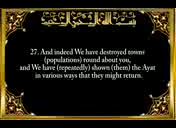 27. And indeed We have destroyed towns
(populations) round about you,
and We have (repeatedly) shown (them) the Ayat
in various ways that they might return.